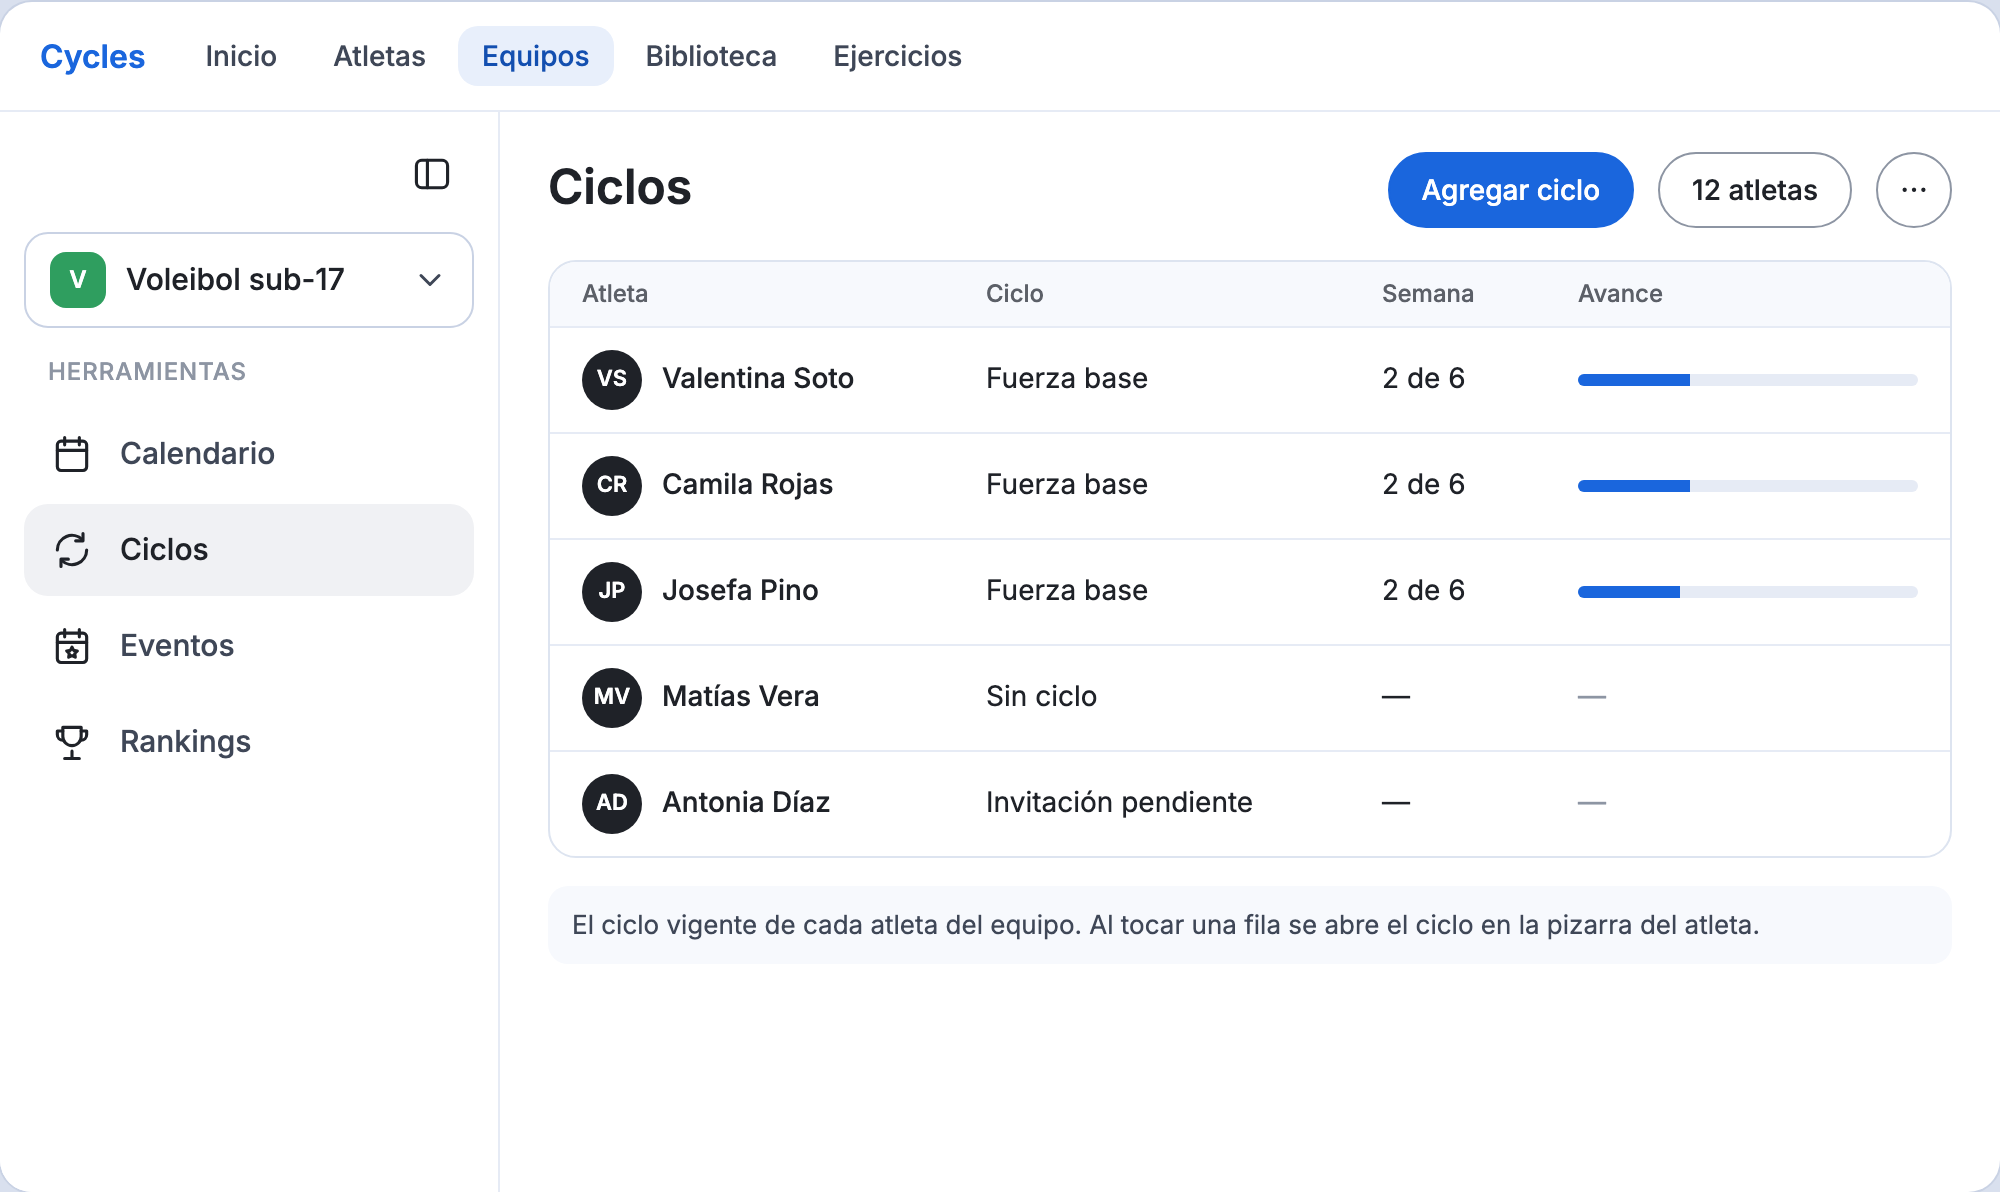 Cycles Inicio Atletas Equipos Biblioteca Ejercicios
V Voleibol sub-17
HERRAMIENTAS
Calendario
Ciclos
Eventos
Rankings
Ciclos
Agregar ciclo 12 atletas ···
Atleta Ciclo Semana Avance
VS Valentina Soto Fuerza base 2 de 6
CR Camila Rojas Fuerza base 2 de 6
JP Josefa Pino Fuerza base 2 de 6
MV Matías Vera Sin ciclo — —
AD Antonia Díaz Invitación pendiente — —
El ciclo vigente de cada atleta del equipo. Al tocar una fila se abre el ciclo en la pizarra del atleta.